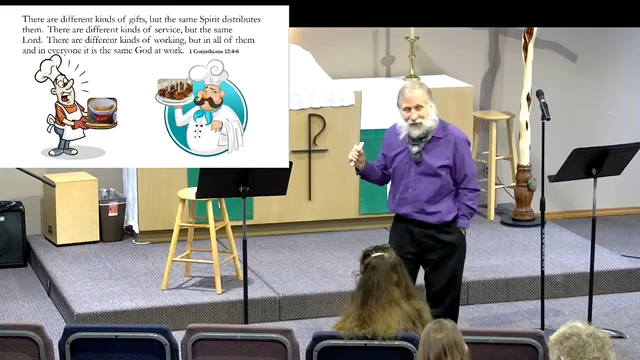 There are different kinds of gifts, but the same Spirit distributes
them. There are different kinds of service, but the same
Lord. There are different kinds of working, but in all of them
and in everyone it is the same God at work. 1 Corinthians 12:4-6